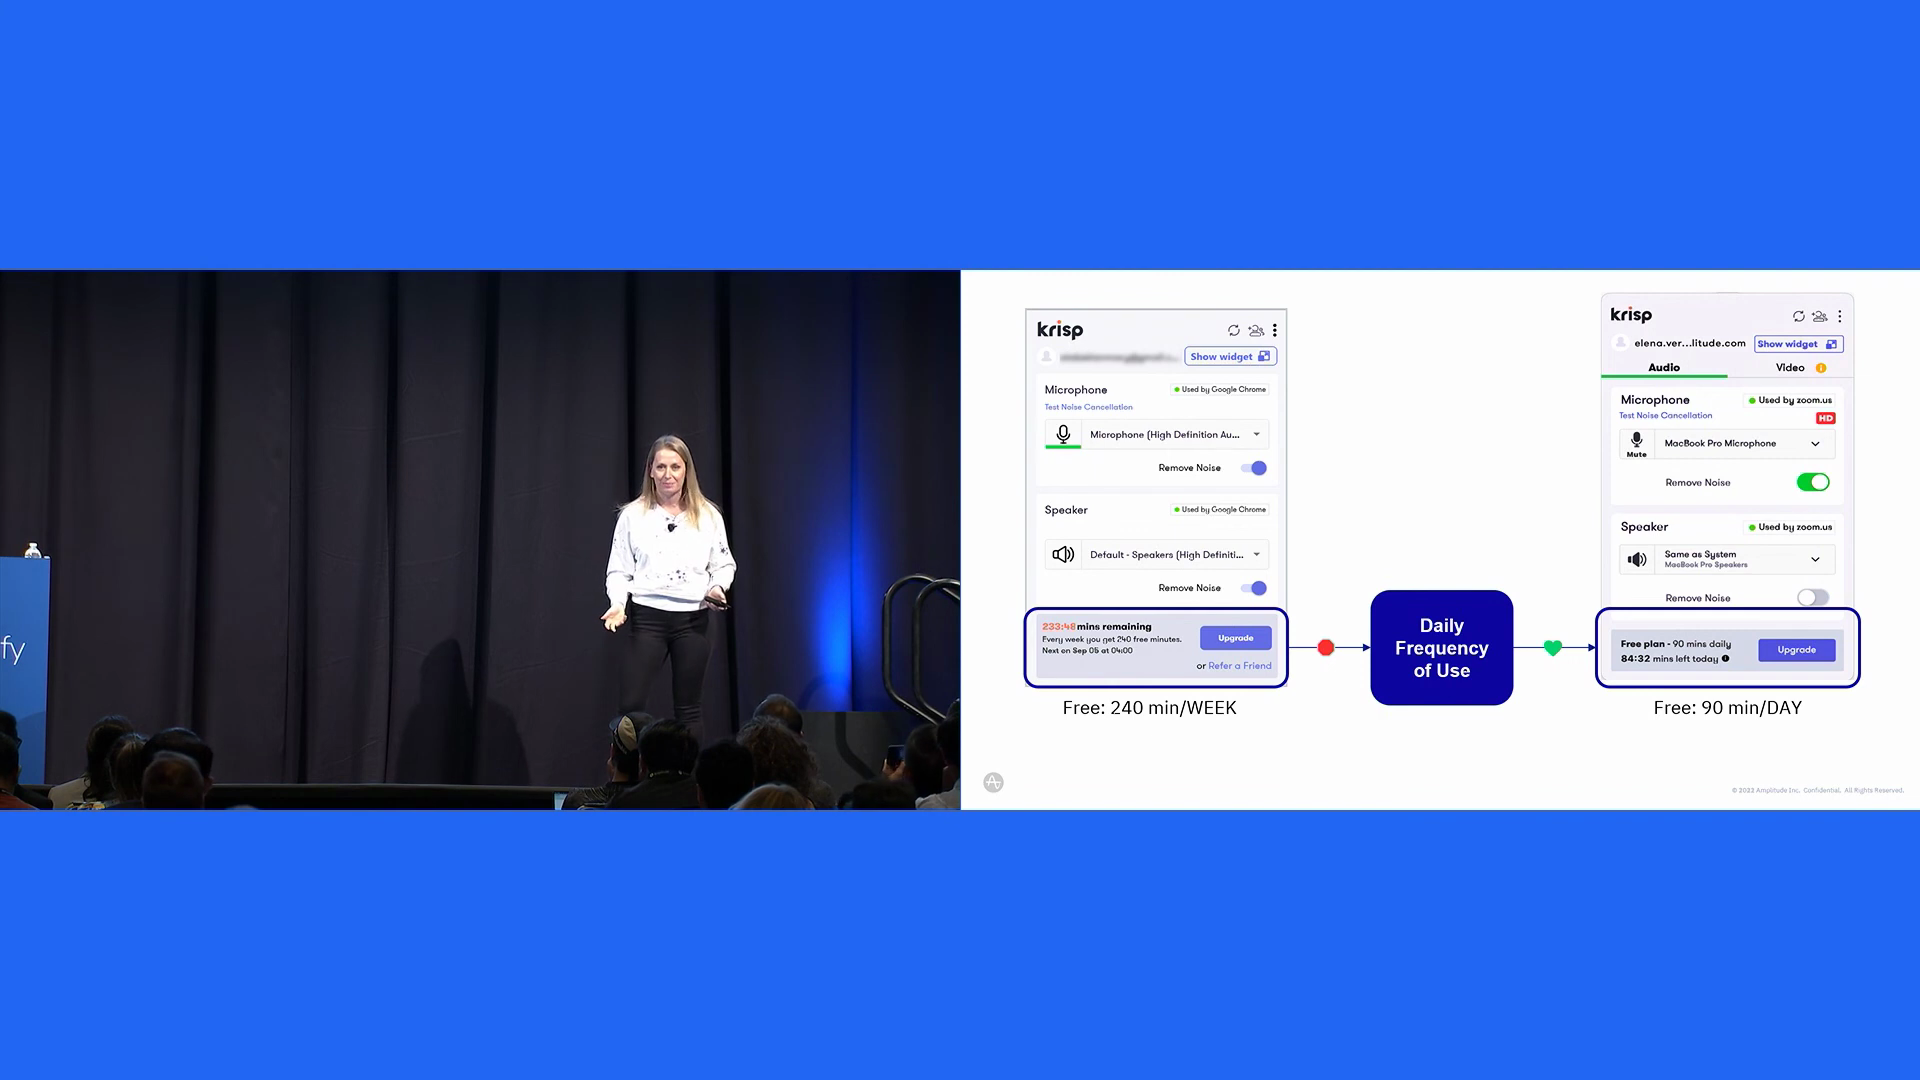 fy
krisp
Show widget
Microphone
Used by Google Chrome
Test Noise Cancellation
Microphone (High Definition Au...
Remove Noise
Speaker
Used by Google Chrome
Default - Speakers (High Definiti...
Remove Noise
233:48 mins remaining
Every week you get 240 free minutes.
Next on Sep 05 at 04:00
Upgrade
or Refer a Friend
Free: 240 min/WEEK
Daily
Frequency
of Use
krisp
elena.ver...litude.com
Show widget
Audio
Video
Microphone
Used by zoom.us
Test Noise Cancellation
HD
Mute
MacBook Pro Microphone
Remove Noise
Speaker
Used by zoom.us
Same as System
MacBook Pro Speakers
Remove Noise
Free plan - 90 mins daily
84:32 mins left today
Upgrade
Free: 90 min/DAY
© 2022 Amplitude Inc. Confidential. All Rights Reserved.